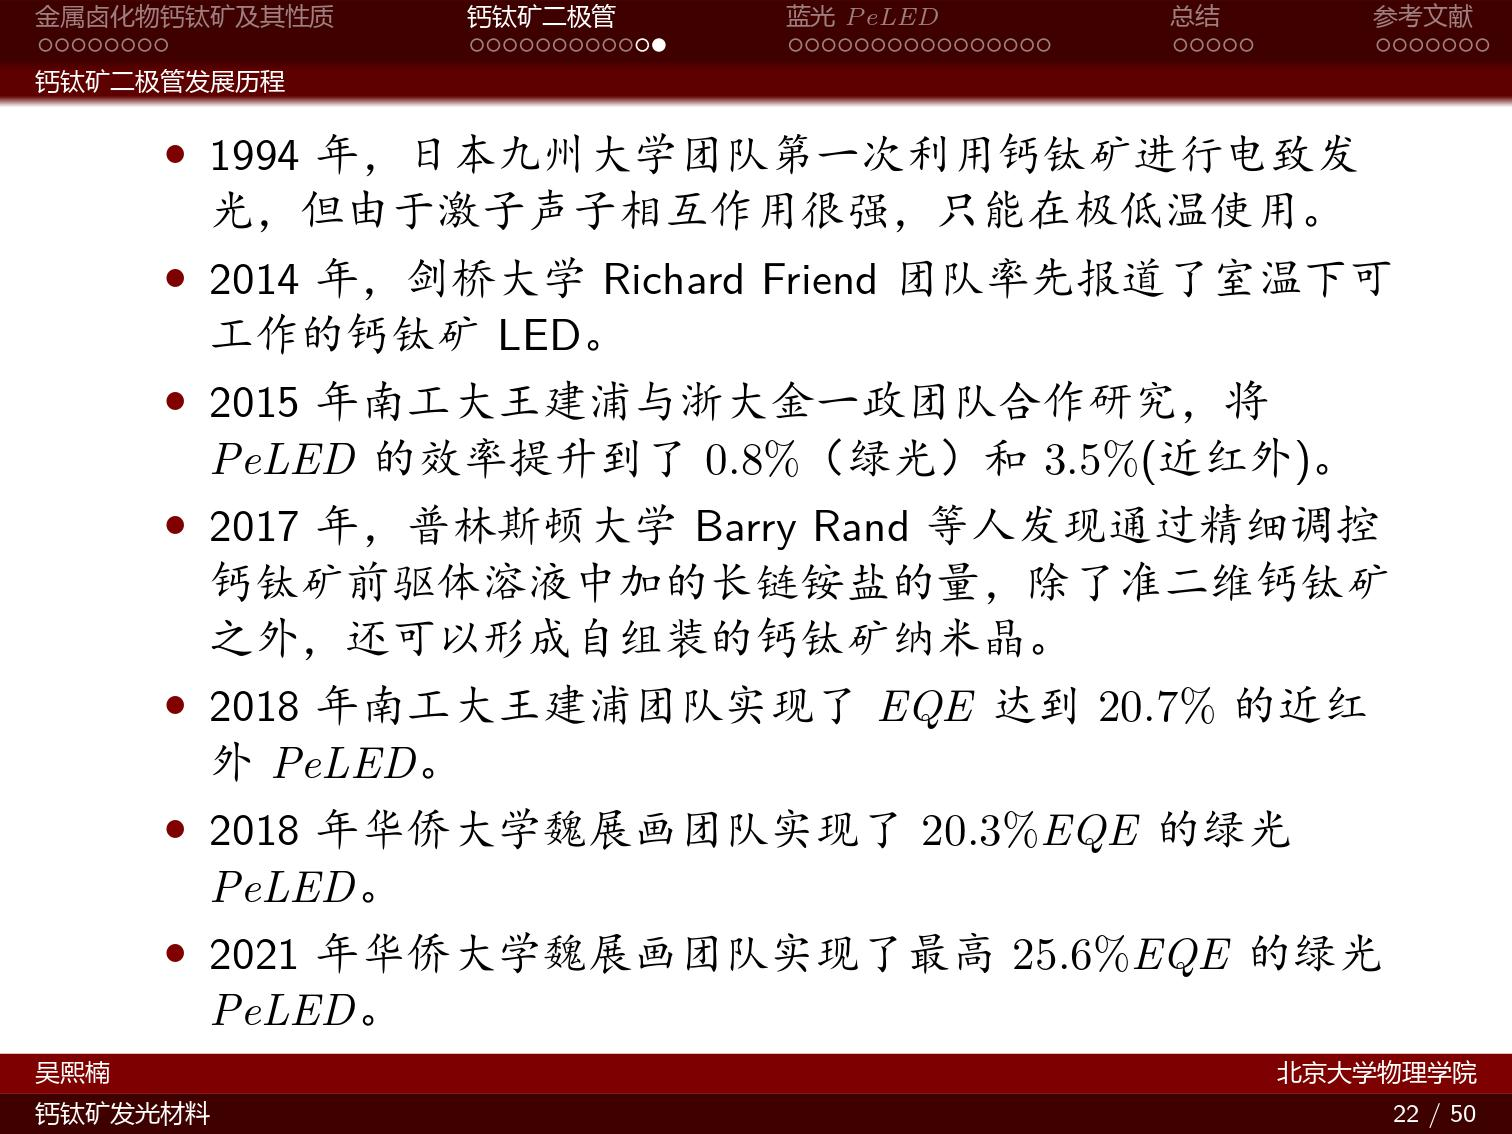 金属卤化物钙钛矿及其性质 钙钛矿二极管 蓝光 PeLED 总结 参考文献
钙钛矿二极管发展历程
• 1994 年，日本九州大学团队第一次利用钙钛矿进行电致发
光，但由于激子声子相互作用很强，只能在极低温使用。
• 2014 年，剑桥大学 Richard Friend 团队率先报道了室温下可
工作的钙钛矿 LED。
• 2015 年南工大王建浦与浙大金一政团队合作研究，将
PeLED 的效率提升到了 0.8%（绿光）和 3.5%(近红外)。
• 2017 年，普林斯顿大学 Barry Rand 等人发现通过精细调控
钙钛矿前驱体溶液中加的长链铵盐的量，除了准二维钙钛矿
之外，还可以形成自组装的钙钛矿纳米晶。
• 2018 年南工大王建浦团队实现了 EQE 达到 20.7% 的近红
外 PeLED。
• 2018 年华侨大学魏展画团队实现了 20.3%EQE 的绿光
PeLED。
• 2021 年华侨大学魏展画团队实现了最高 25.6%EQE 的绿光
PeLED。
吴熙楠 北京大学物理学院
钙钛矿发光材料 22 / 50